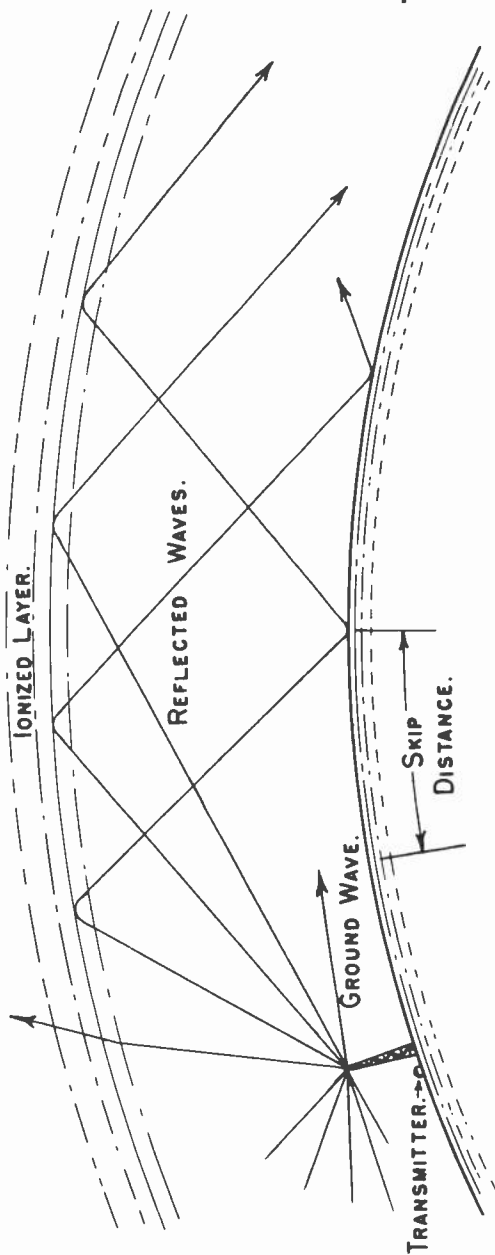 IONIZED LAYER.
REFLECTED WAVES.
GROUND WAVE.
SKIP
DISTANCE.
TRANSMITTER.